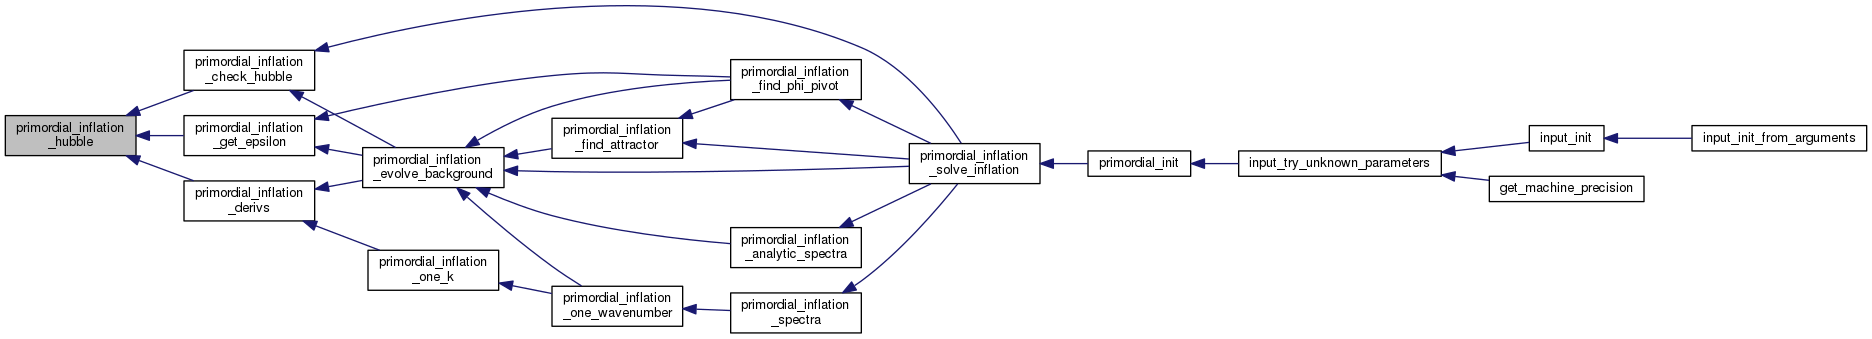 primordial_inflation
_hubble
primordial_inflation
_check_hubble
primordial_inflation
_get_epsilon
primordial_inflation
_derivs
primordial_inflation
_evolve_background
primordial_inflation
_one_k
primordial_inflation
_find_attractor
primordial_inflation
_one_wavenumber
primordial_inflation
_find_phi_pivot
primordial_inflation
_analytic_spectra
primordial_inflation
_spectra
primordial_inflation
_solve_inflation
primordial_init
input_try_unknown_parameters
input_init
get_machine_precision
input_init_from_arguments